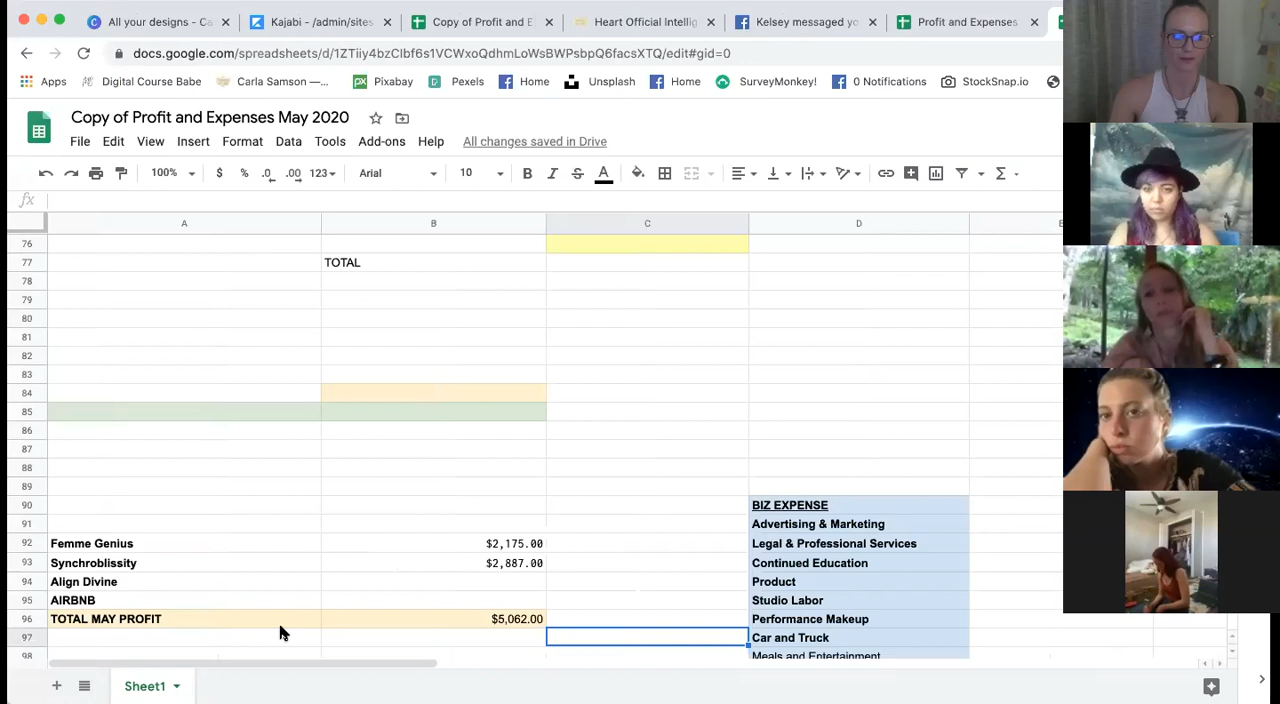 All your designs - Ca
Kajabi - /admin/sites
Copy of Profit and E
Heart Official Intellig
Kelsey messaged yo
Profit and Expenses
docs.google.com/spreadsheets/d/1ZTiiy4bzClbf6s1VCWxoQdhmLoWsBWPsbpQ6facsXTQ/edit#gid=0
Apps Digital Course Babe Carla Samson —... Pixabay Pexels Home Unsplash Home SurveyMonkey! 0 Notifications StockSnap.io
Copy of Profit and Expenses May 2020
File Edit View Insert Format Data Tools Add-ons Help All changes saved in Drive
100% $ % .0 .00 123 Arial 10 B I S A
fx
A B C D E
76
77 TOTAL
78
79
80
81
82
83
84
85
86
87
88
89
90 BIZ EXPENSE
91 Advertising & Marketing
92 Femme Genius $2,175.00 Legal & Professional Services
93 Synchroblissity $2,887.00 Continued Education
94 Align Divine Product
95 AIRBNB Studio Labor
96 TOTAL MAY PROFIT $5,062.00 Performance Makeup
97 Car and Truck
98 Meals and Entertainment
Sheet1